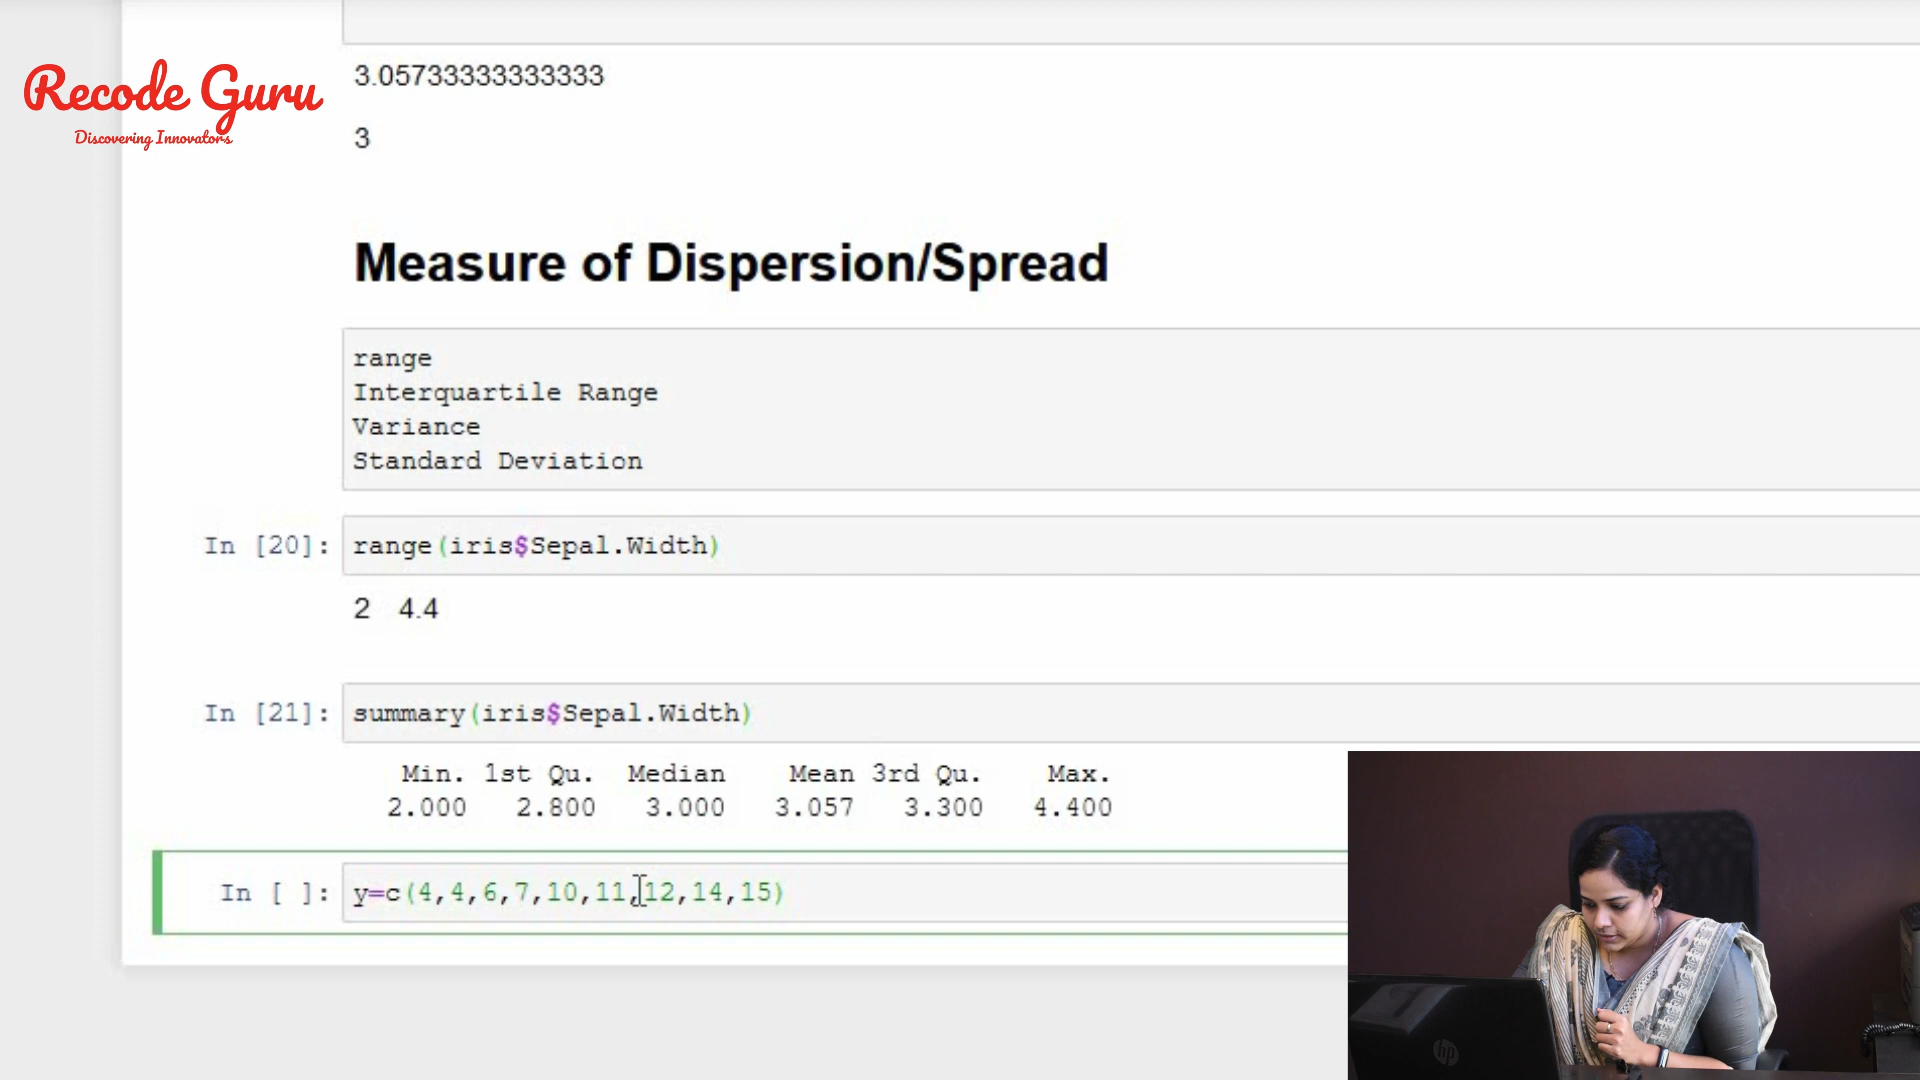 Recode Guru
Discovering Innovators
3.05733333333333
3
Measure of Dispersion/Spread
range
Interquartile Range
Variance
Standard Deviation
In [20]: range(iris$Sepal.Width)
2 4.4
In [21]: summary(iris$Sepal.Width)
Min. 1st Qu. Median Mean 3rd Qu. Max.
2.000 2.800 3.000 3.057 3.300 4.400
In [ ]: y=c(4,4,6,7,10,11,12,14,15)
hp